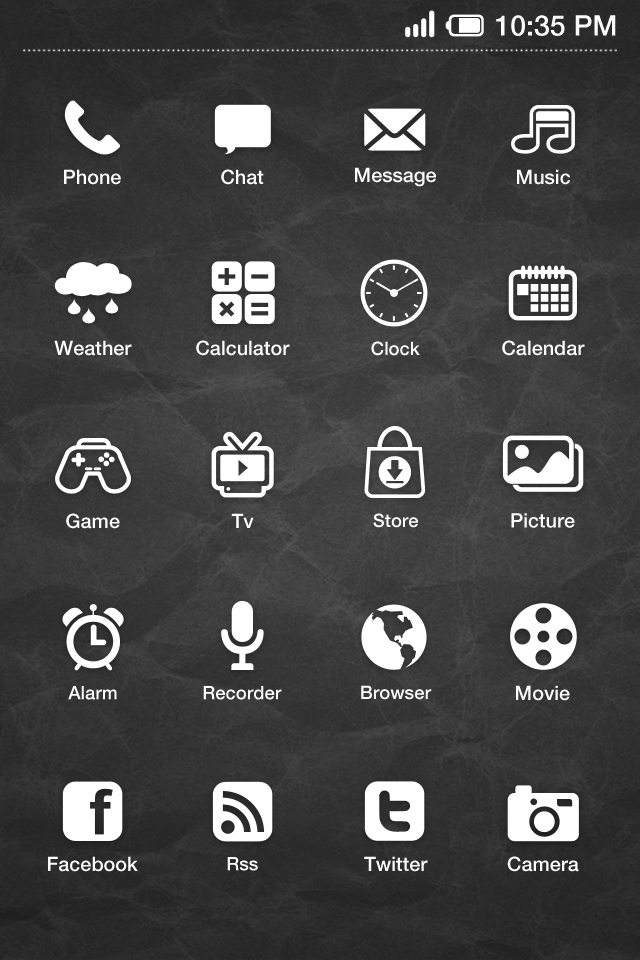 10:35 PM
Phone Chat Message Music
Weather Calculator Clock Calendar
Game Tv Store Picture
Alarm Recorder Browser Movie
Facebook Rss Twitter Camera